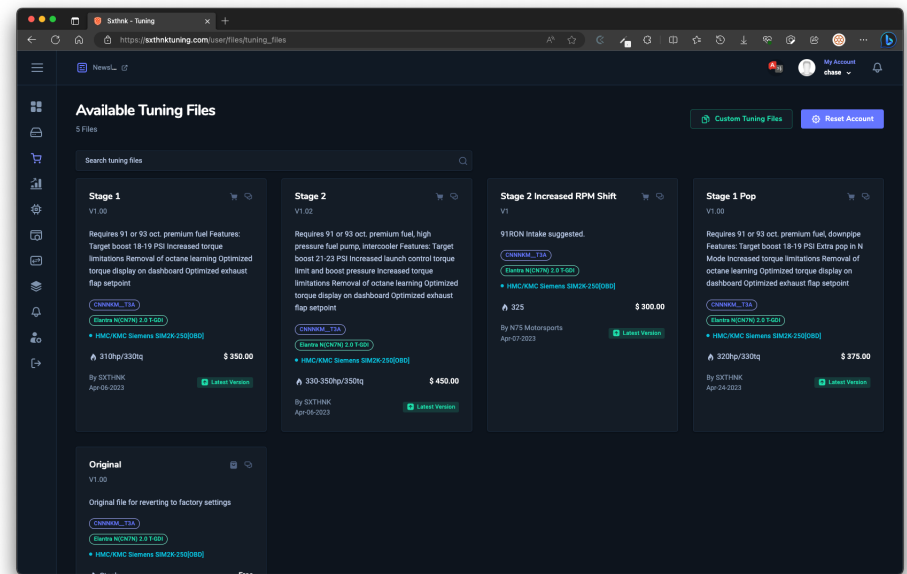 Sxthnk - Tuning
https://sxthnktuning.com/user/files/tuning_files
NewsL...
My Account
chase
Available Tuning Files
5 Files
Custom Tuning Files
Reset Account
Search tuning files
Stage 1
V1.00
Requires 91 or 93 oct. premium fuel Features:
Target boost 18-19 PSI Increased torque
limitations Removal of octane learning Optimized
torque display on dashboard Optimized exhaust
flap setpoint
CNNNKM__T3A
Elantra N(CN7N) 2.0 T-GDI
HMC/KMC Siemens SIM2K-250[OBD]
310hp/330tq
$ 350.00
By SXTHNK
Apr-06-2023
Latest Version
Stage 2
V1.02
Requires 91 or 93 oct. premium fuel, high
pressure fuel pump, intercooler Features: Target
boost 21-23 PSI Increased launch control torque
limit and boost pressure Increased torque
limitations Removal of octane learning Optimized
torque display on dashboard Optimized exhaust
flap setpoint
CNNNKM__T3A
Elantra N(CN7N) 2.0 T-GDI
HMC/KMC Siemens SIM2K-250[OBD]
330-350hp/350tq
$ 450.00
By SXTHNK
Apr-06-2023
Latest Version
Stage 2 Increased RPM Shift
V1
91RON Intake suggested.
CNNNKM__T3A
Elantra N(CN7N) 2.0 T-GDI
HMC/KMC Siemens SIM2K-250[OBD]
325
$ 300.00
By N75 Motorsports
Apr-07-2023
Latest Version
Stage 1 Pop
V1.00
Requires 91 or 93 oct. premium fuel, downpipe
Features: Target boost 18-19 PSI Extra pop in N
Mode Increased torque limitations Removal of
octane learning Optimized torque display on
dashboard Optimized exhaust flap setpoint
CNNNKM__T3A
Elantra N(CN7N) 2.0 T-GDI
HMC/KMC Siemens SIM2K-250[OBD]
320hp/330tq
$ 375.00
By SXTHNK
Apr-24-2023
Latest Version
Original
V1.00
Original file for reverting to factory settings
CNNNKM__T3A
Elantra N(CN7N) 2.0 T-GDI
HMC/KMC Siemens SIM2K-250[OBD]